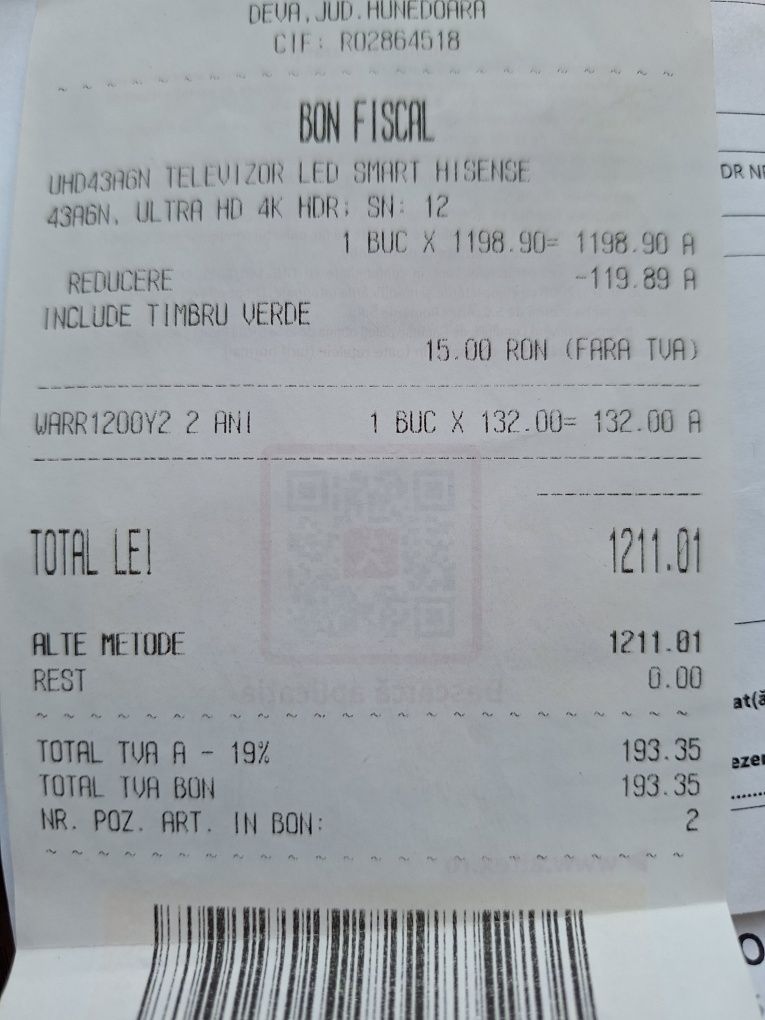 DEVA,JUD.HUNEDOARA
CIF: RO2864518
BON FISCAL
UHD43A6N TELEVIZOR LED SMART HISENSE
43A6N, ULTRA HD 4K HDR; SN: 12
1 BUC X 1198.90= 1198.90 A
REDUCERE -119.89 A
INCLUDE TIMBRU VERDE
15.00 RON (FARA TVA)
WARR1200Y2 2 ANI 1 BUC X 132.00= 132.00 A
TOTAL LEI 1211.01
ALTE METODE 1211.01
REST 0.00
TOTAL TVA A - 19% 193.35
TOTAL TVA BON 193.35
NR. POZ. ART. IN BON: 2